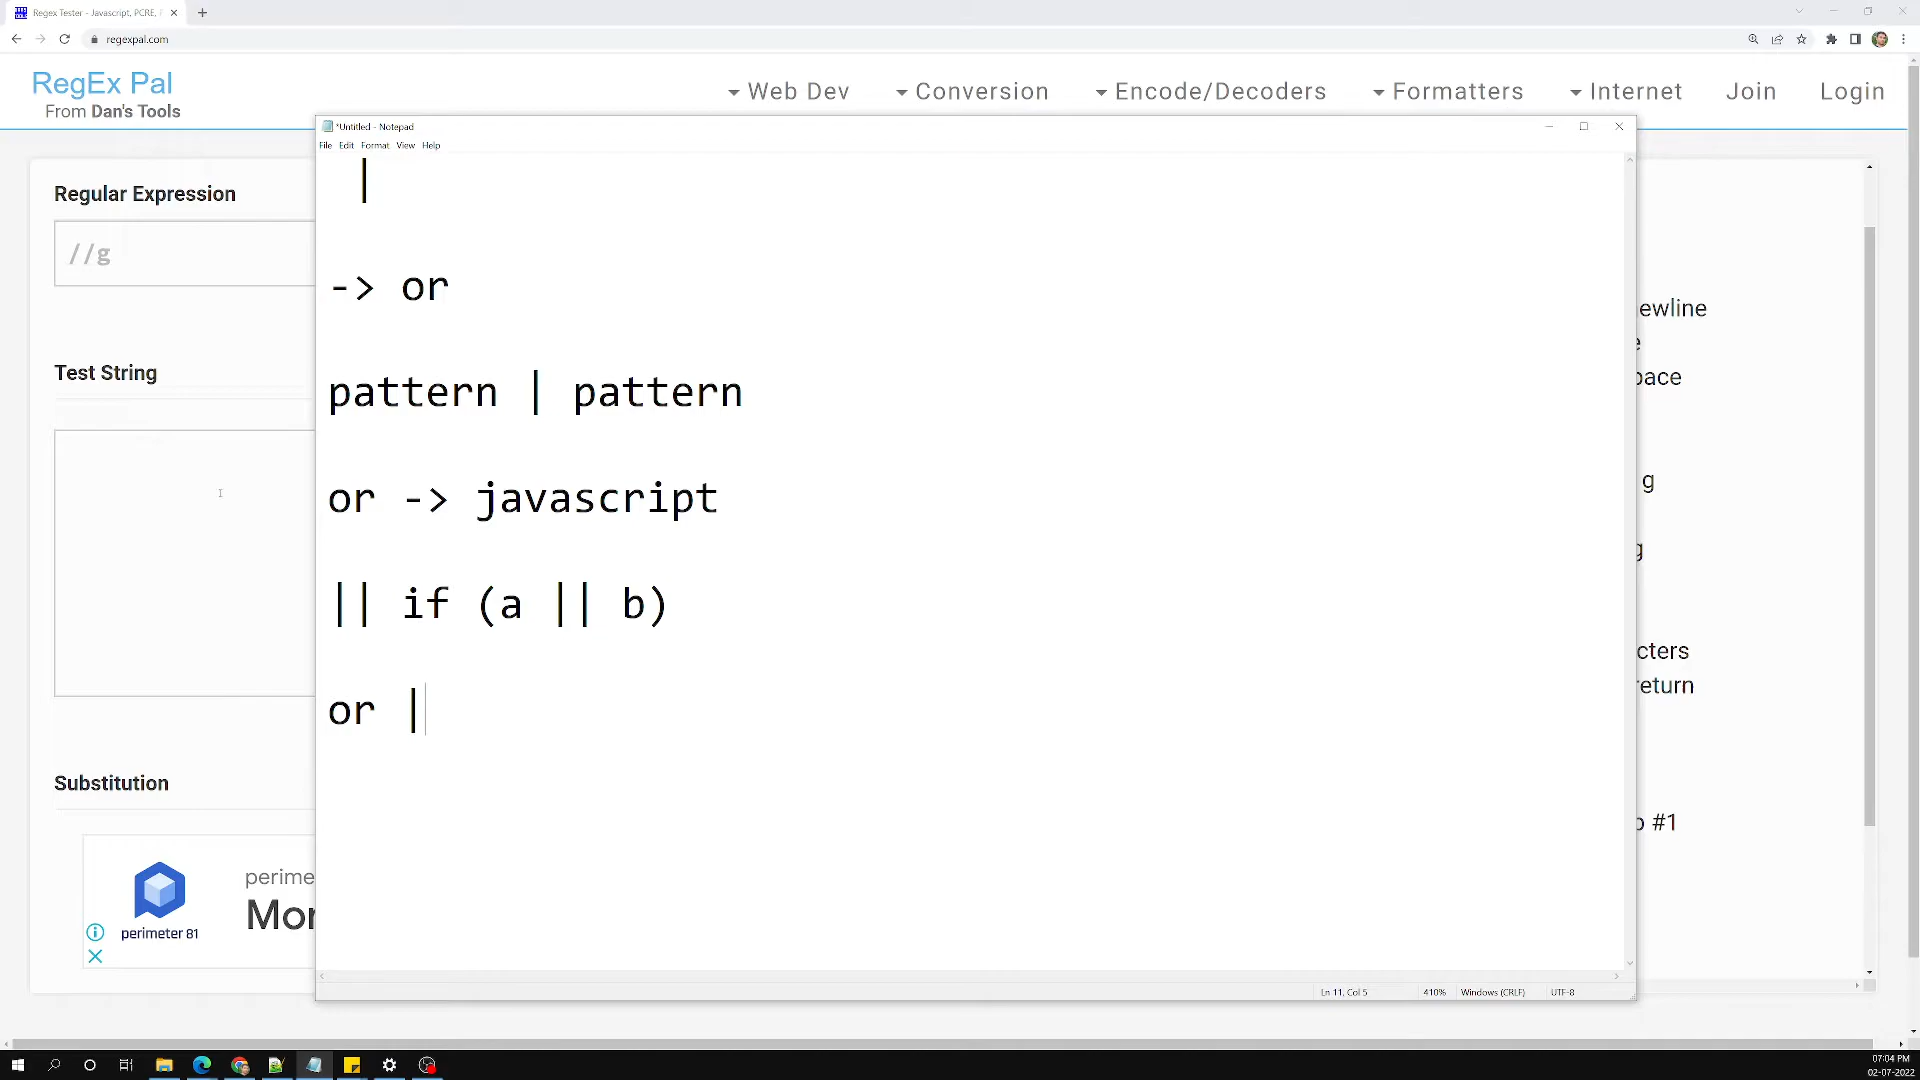 Regex Tester - Javascript, PCRE,
regexpal.com
RegEx Pal
From Dan's Tools
Web Dev
Conversion
Encode/Decoders
Formatters
Internet
Join
Login
*Untitled - Notepad
File Edit Format View Help
|
-> or
pattern | pattern
or -> javascript
|| if (a || b)
or |
Ln 11, Col 5
410%
Windows (CRLF)
UTF-8
Regular Expression
//g
Test String
Substitution
perimeter 81
perime
Mor
ewline
e
pace
g
g
cters
return
#1
07:04 PM
02-07-2022